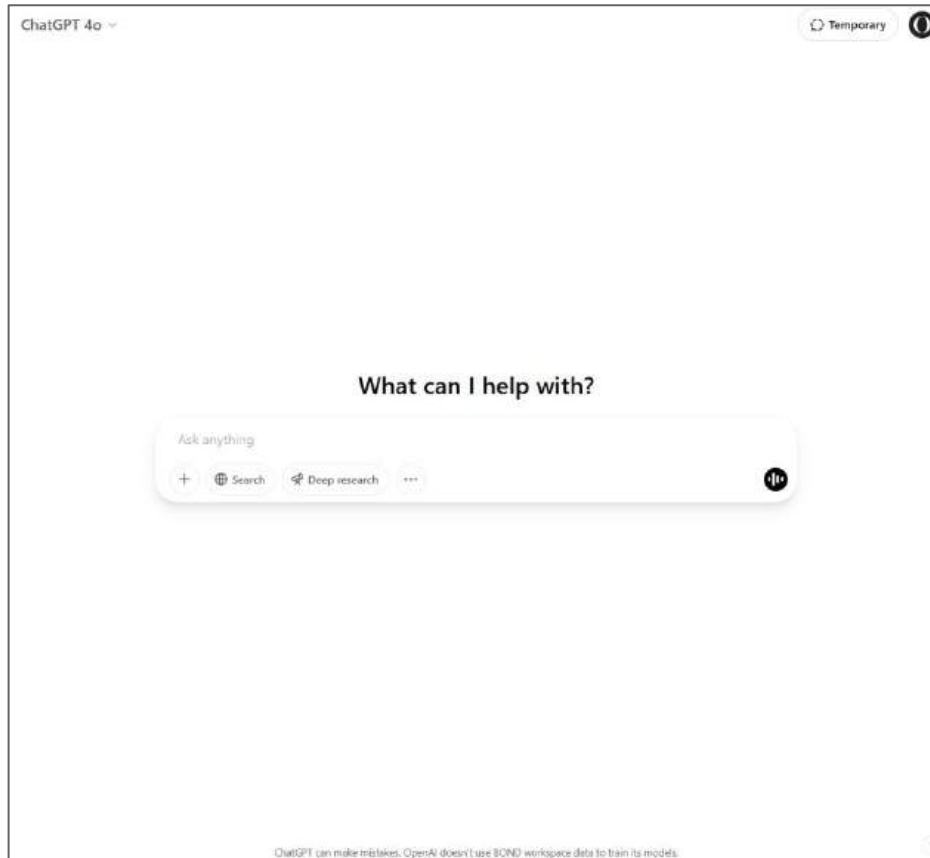 ChatGPT 4o
Temporary
What can I help with?
Ask anything
Search
Deep research
ChatGPT can make mistakes. OpenAI doesn't use BOND workspace data to train its models.